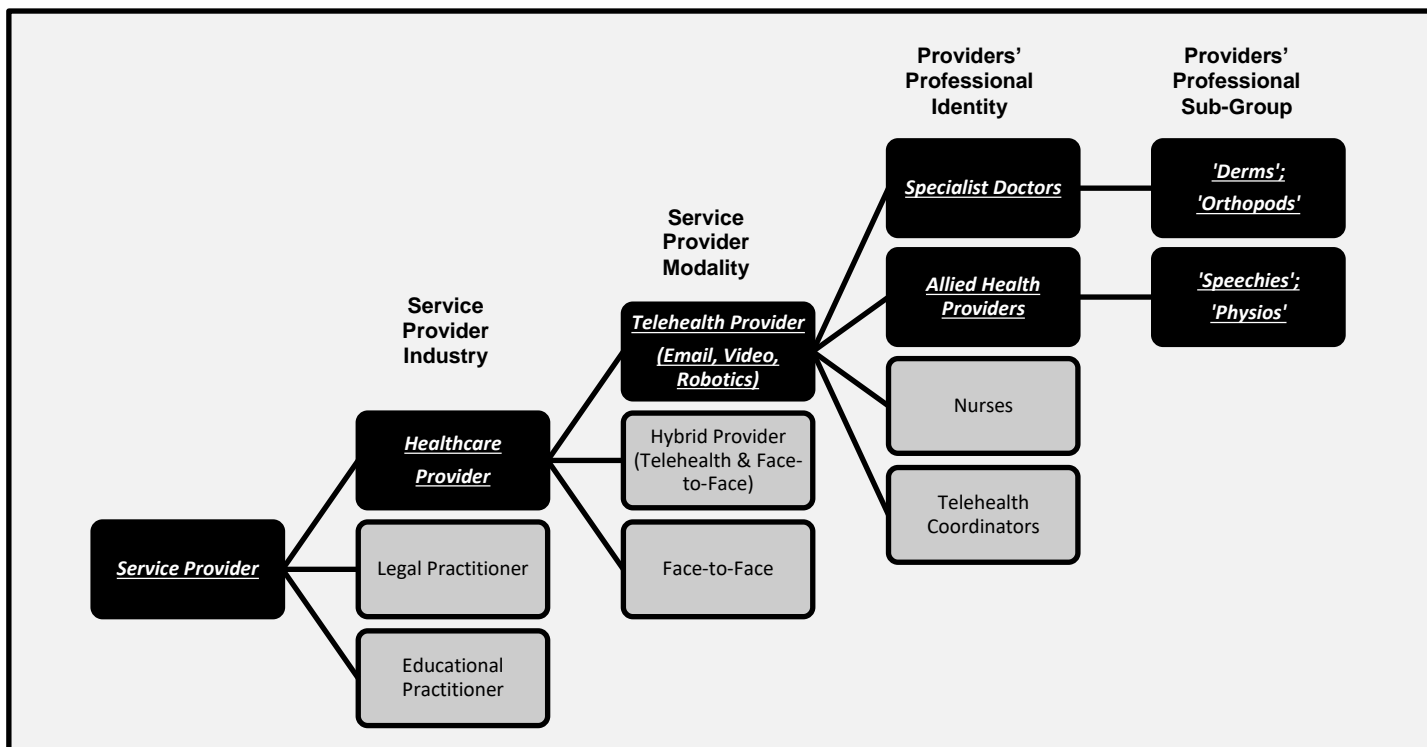 Providers’
Professional
Identity
Providers’
Professional
Sub-Group
Specialist Doctors
'Derms';
'Orthopods'
Service
Provider
Modality
Allied Health
Providers
'Speechies';
'Physios'
Service
Provider
Industry
Telehealth Provider
(Email, Video,
Robotics)
Nurses
Healthcare
Provider
Hybrid Provider
(Telehealth & Face-
to-Face)
Telehealth
Coordinators
Service Provider
Legal Practitioner
Face-to-Face
Educational
Practitioner